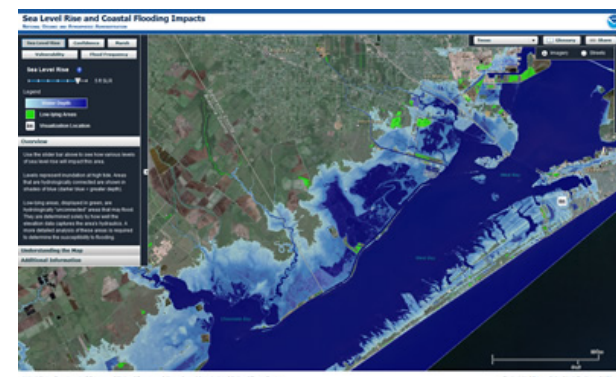 Sea Level Rise and Coastal Flooding Impacts
National Oceanic and Atmospheric Administration
Sea Level Rise
Confidence
Marsh
Vulnerability
Flood Frequency
Texas
Glossary
Share
Imagery
Streets
Sea Level Rise
Legend
Water Depth
Low-lying Areas
Visualization Location
Overview
Use the slider bar above to see how various levels
of sea level rise will impact this area.
Levels represent inundation at high tide. Areas
that are hydrologically connected are shown in
shades of blue (darker blue = greater depth).
Low-lying areas, displayed in green, are
hydrologically "unconnected" areas that may flood.
They are determined solely by how well the
elevation data captures the area's hydraulics. A
more detailed analysis of these areas is required
to determine the susceptibility to flooding.
Understanding the Map
Additional Information
West Bay
West Bay